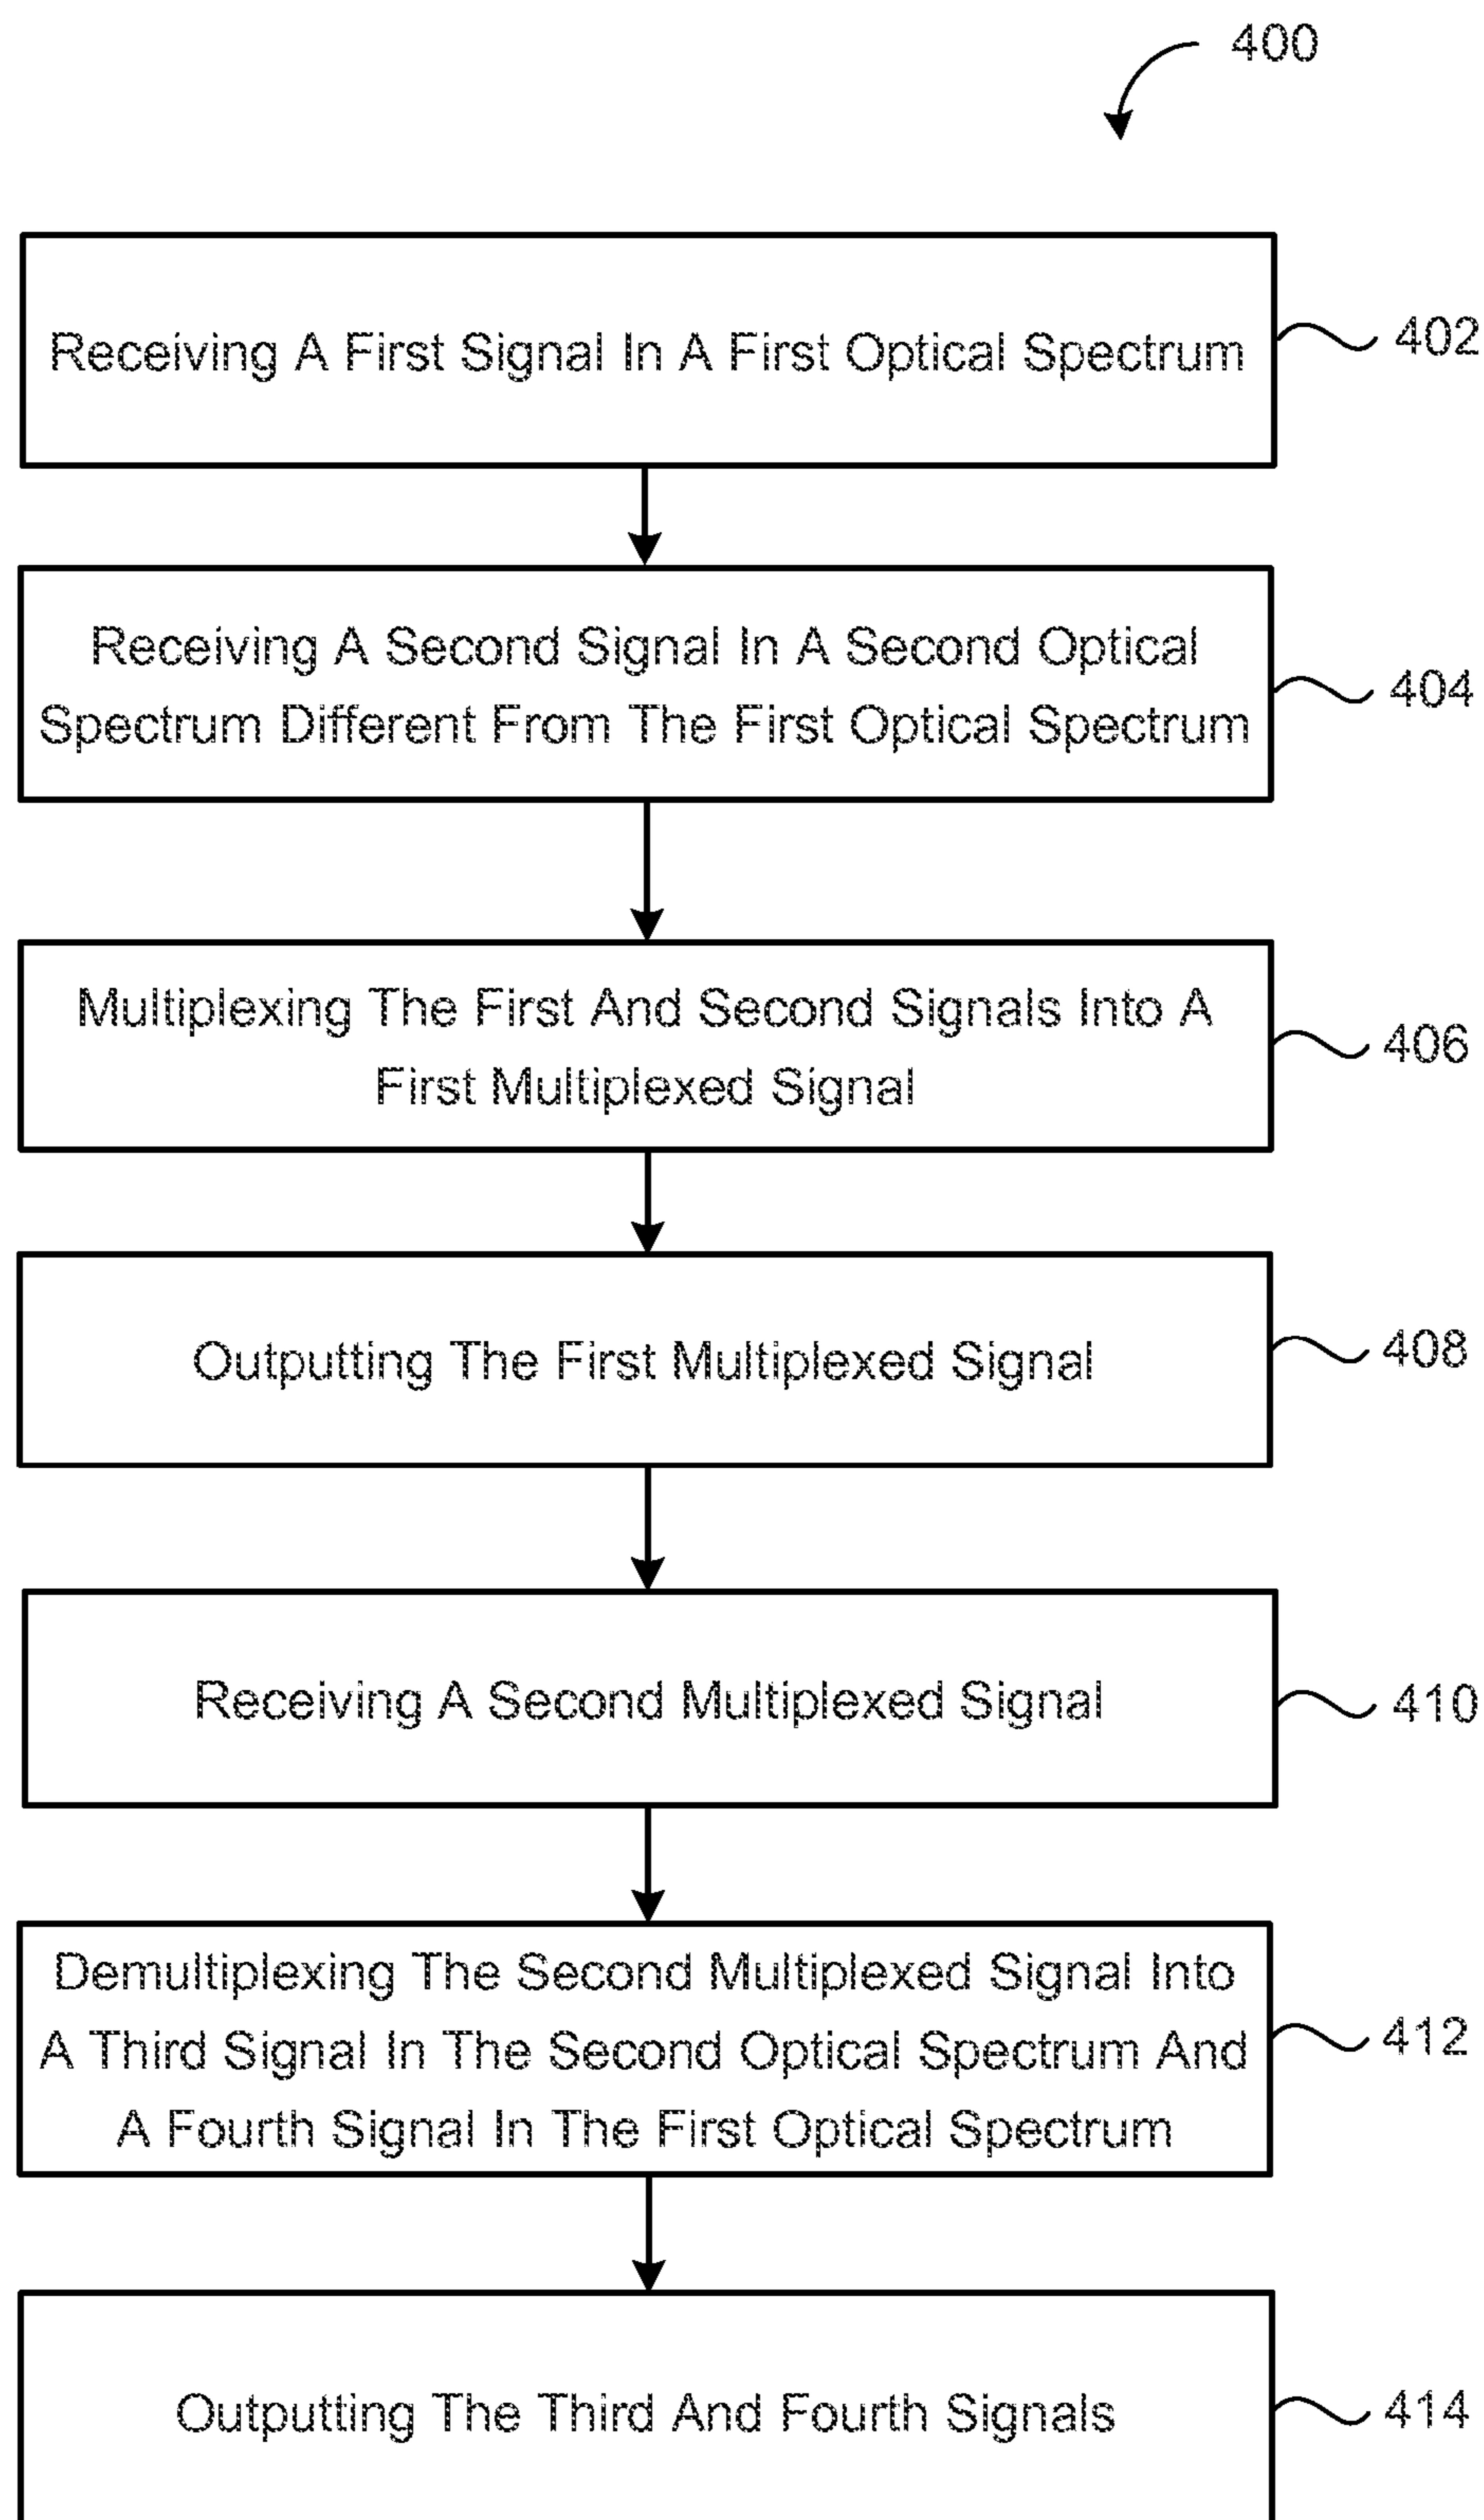 400
Receiving A First Signal In A First Optical Spectrum
402
Receiving A Second Signal In A Second Optical
Spectrum Different From The First Optical Spectrum
404
Multiplexing The First And Second Signals Into A
First Multiplexed Signal
406
Outputting The First Multiplexed Signal
408
Receiving A Second Multiplexed Signal
410
Demultiplexing The Second Multiplexed Signal Into
A Third Signal In The Second Optical Spectrum And
A Fourth Signal In The First Optical Spectrum
412
Outputting The Third And Fourth Signals
414